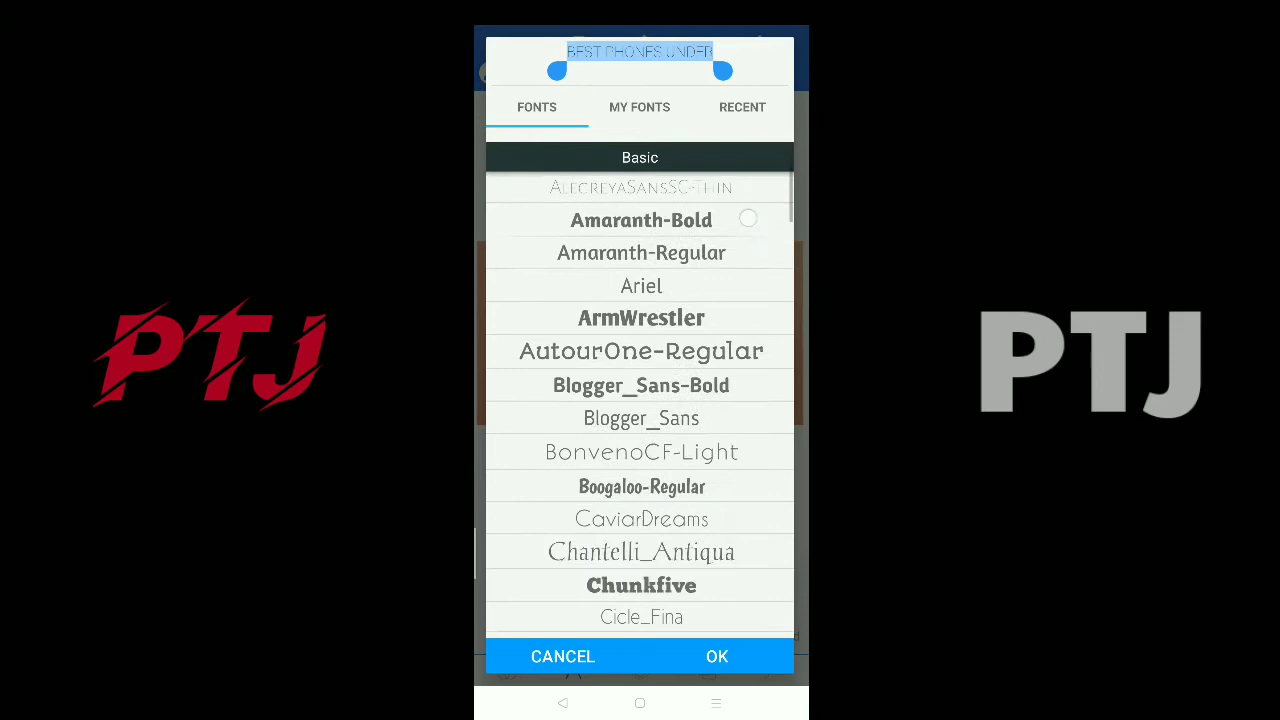 BEST PHONES UNDER
FONTS MY FONTS RECENT
Basic
AlegreyaSansSC-Thin
Amaranth-Bold
Amaranth-Regular
Ariel
ArmWrestler
AutourOne-Regular
Blogger_Sans-Bold
Blogger_Sans
BonvenoCF-Light
Boogaloo-Regular
CaviarDreams
Chantelli_Antiqua
Chunkfive
Cicle_Fina
CANCEL OK
PTJ
PTJ